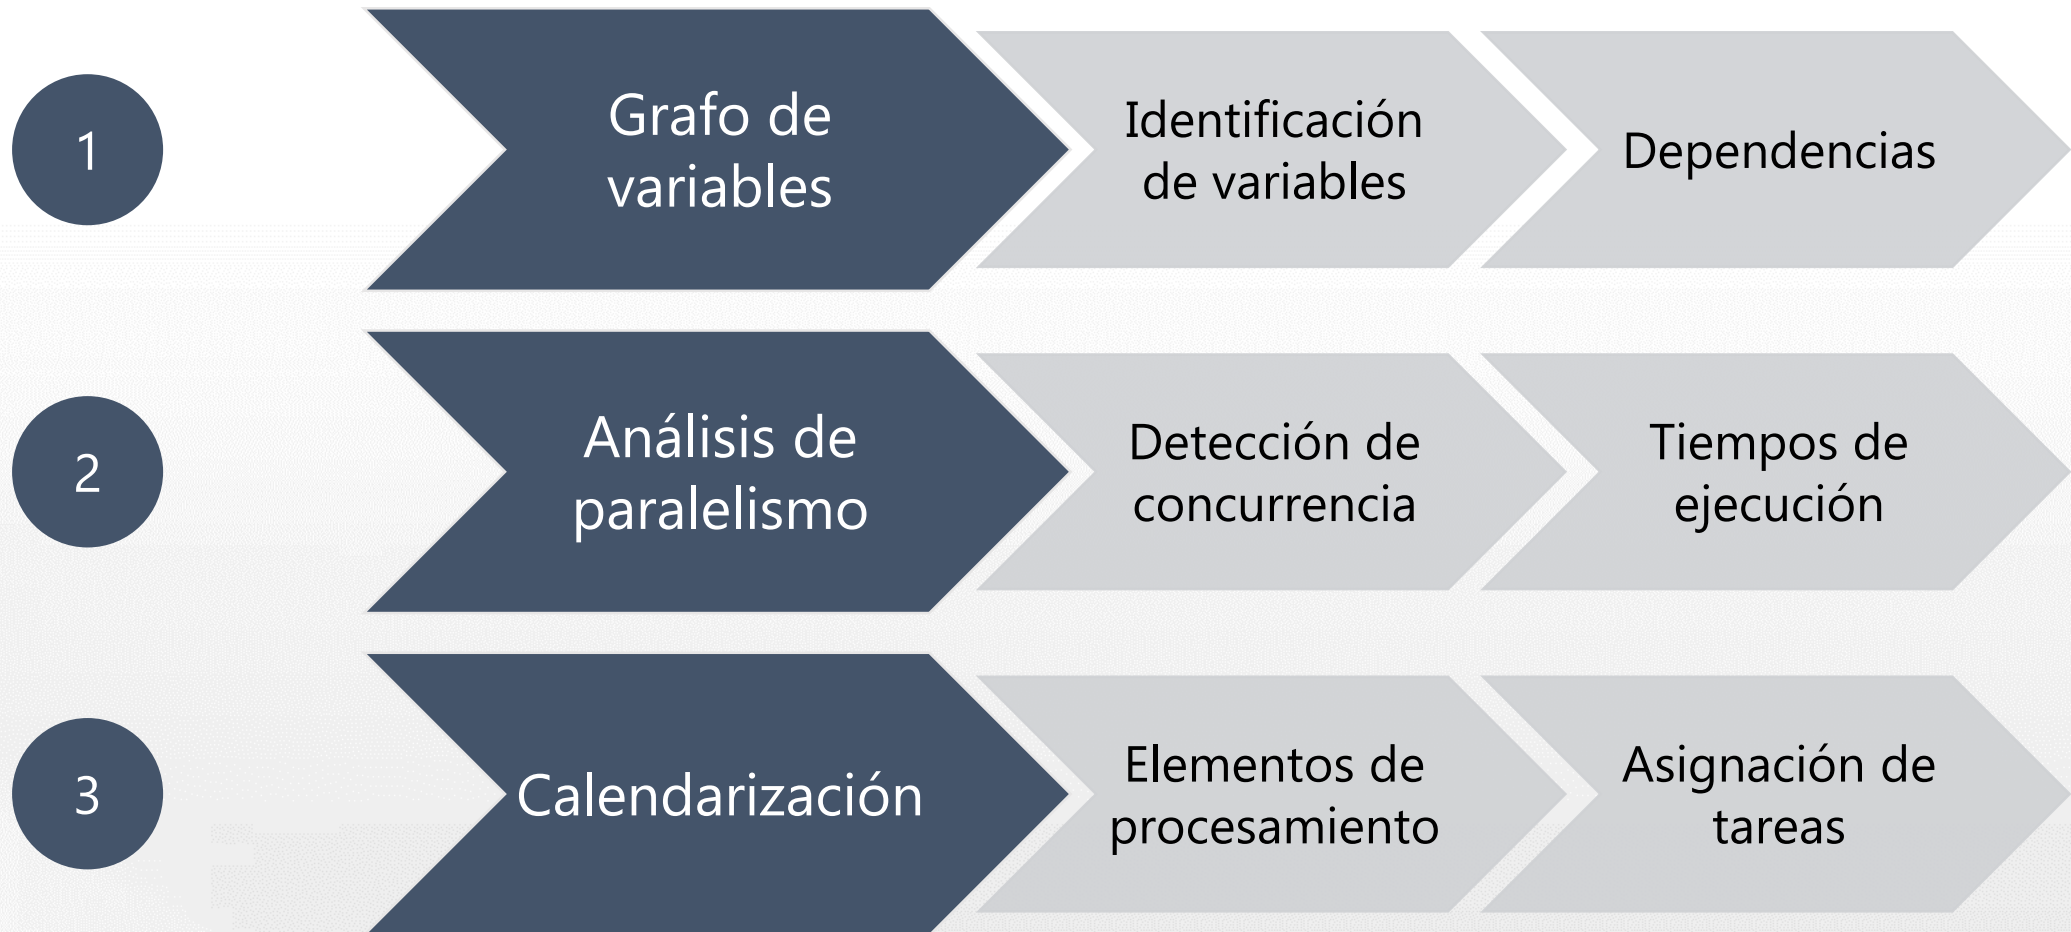 1
Grafo de
variables
Identificación
de variables
Dependencias
2
Análisis de
paralelismo
Detección de
concurrencia
Tiempos de
ejecución
3
Calendarización
Elementos de
procesamiento
Asignación de
tareas